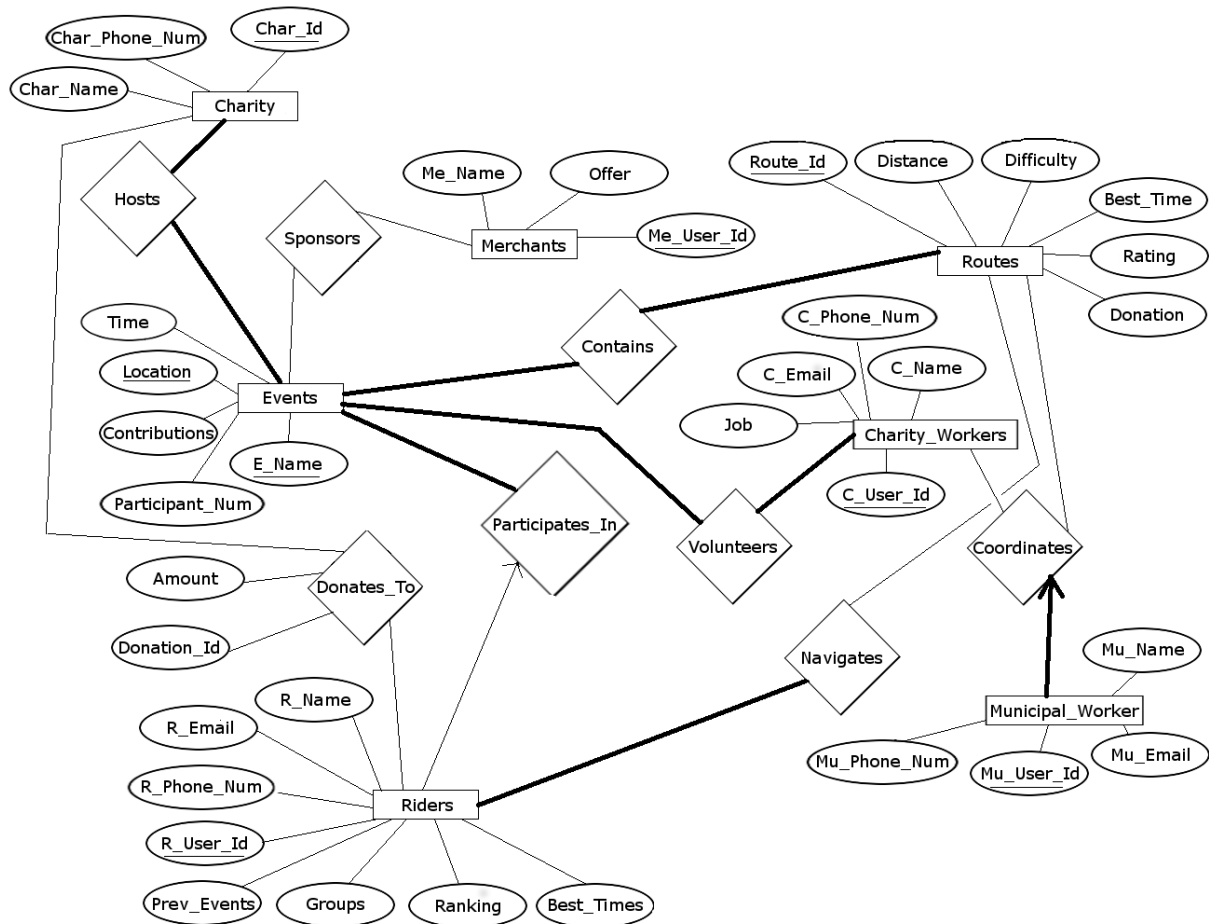 Char_Id
Char_Phone_Num
Char_Name
Charity
Hosts
Sponsors
Me_Name
Offer
Merchants
Me_User_Id
Route_Id
Distance
Difficulty
Best_Time
Routes
Rating
Donation
Time
Location
Contributions
Participant_Num
Events
E_Name
Contains
C_Phone_Num
C_Email
C_Name
Job
Charity_Workers
C_User_Id
Participates_In
Volunteers
Coordinates
Amount
Donates_To
Donation_Id
Navigates
Mu_Name
Municipal_Worker
Mu_Phone_Num
Mu_User_Id
Mu_Email
R_Name
R_Email
R_Phone_Num
Riders
R_User_Id
Prev_Events
Groups
Ranking
Best_Times